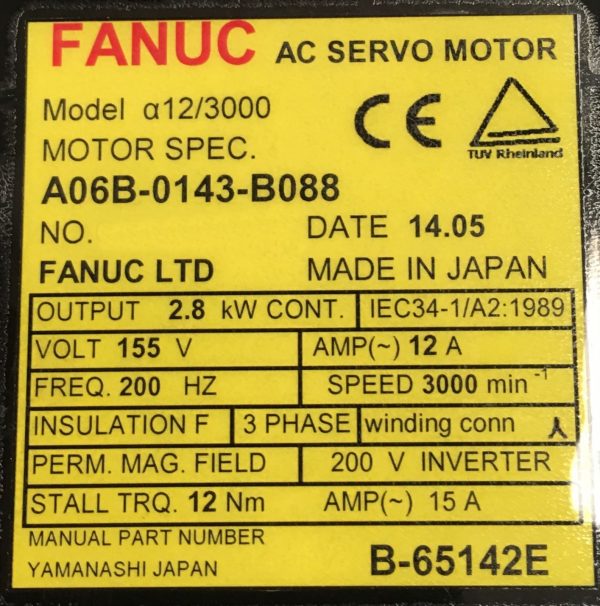 FANUC AC SERVO MOTOR
Model α12/3000
CE
TUV Rheinland
MOTOR SPEC.
A06B-0143-B088
NO. DATE 14.05
FANUC LTD MADE IN JAPAN
OUTPUT 2.8 kW CONT. IEC34-1/A2:1989
VOLT 155 V AMP(~) 12 A
FREQ. 200 HZ SPEED 3000 min⁻¹
INSULATION F 3 PHASE winding conn
PERM. MAG. FIELD 200 V INVERTER
STALL TRQ. 12 Nm AMP(~) 15 A
MANUAL PART NUMBER
YAMANASHI JAPAN B-65142E